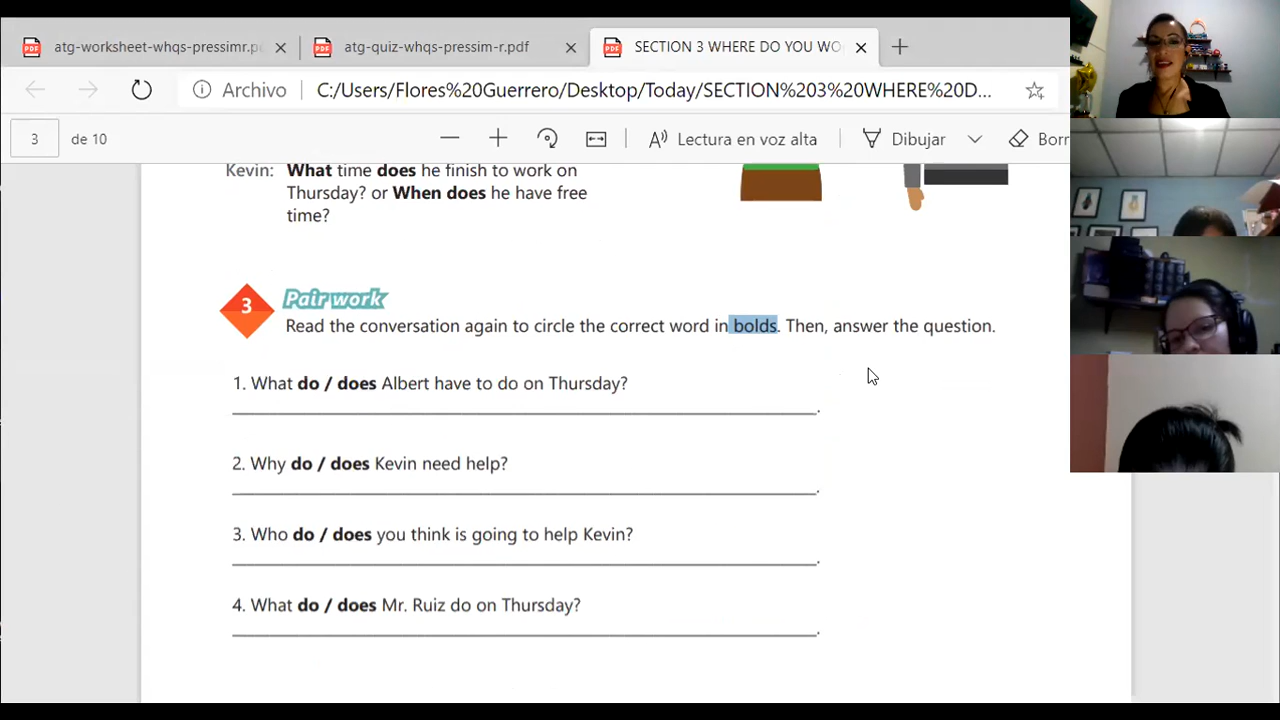 atg-worksheet-whqs-pressimr.p
atg-quiz-whqs-pressimr.pdf
SECTION 3 WHERE DO YOU WO
Archivo
C:/Users/Flores%20Guerrero/Desktop/Today/SECTION%203%20WHERE%20D...
3 de 10
Lectura en voz alta
Dibujar
Borr
Kevin: What time does he finish to work on
Thursday? or When does he have free
time?
3
Pair work
Read the conversation again to circle the correct word in bolds. Then, answer the question.
1. What do / does Albert have to do on Thursday?
2. Why do / does Kevin need help?
3. Who do / does you think is going to help Kevin?
4. What do / does Mr. Ruiz do on Thursday?